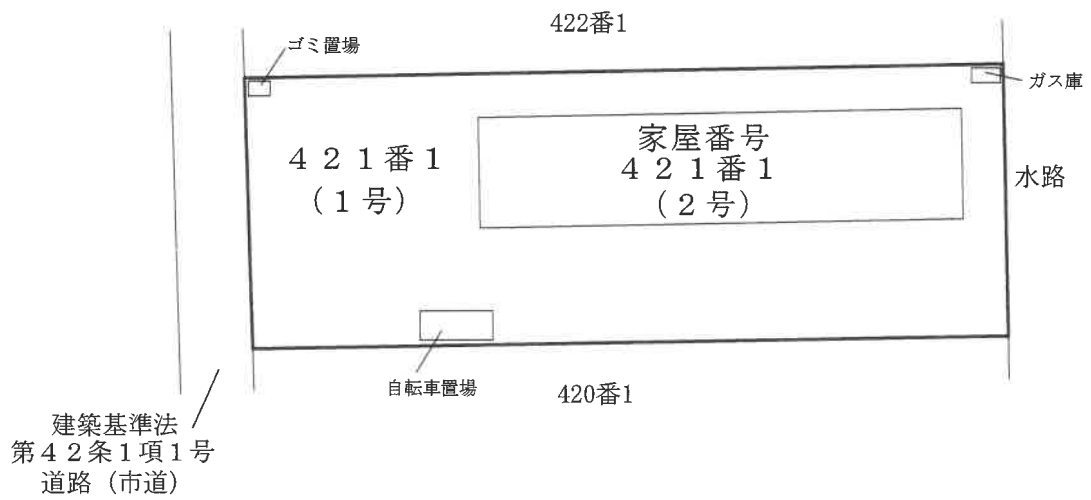 422番1
ゴミ置場
ガス庫
４２１番１
（１号）
家屋番号
４２１番１
（２号）
水路
自転車置場
420番1
建築基準法
第４２条１項１号
道路（市道）